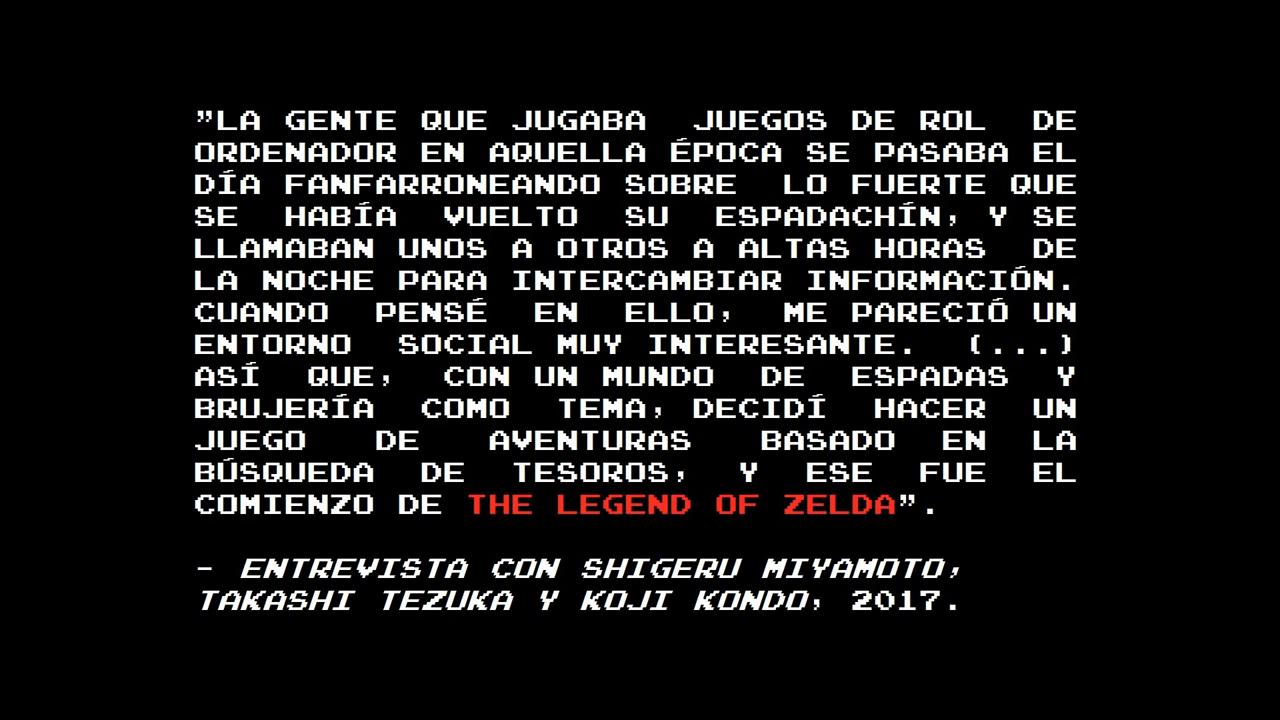 "LA GENTE QUE JUGABA JUEGOS DE ROL DE
ORDENADOR EN AQUELLA ÉPOCA SE PASABA EL
DÍA FANFARRONEANDO SOBRE LO FUERTE QUE
SE HABÍA VUELTO SU ESPADACHÍN, Y SE
LLAMABAN UNOS A OTROS A ALTAS HORAS DE
LA NOCHE PARA INTERCAMBIAR INFORMACIÓN.
CUANDO PENSÉ EN ELLO, ME PARECIÓ UN
ENTORNO SOCIAL MUY INTERESANTE. (...)
ASÍ QUE, CON UN MUNDO DE ESPADAS Y
BRUJERÍA COMO TEMA, DECIDÍ HACER UN
JUEGO DE AVENTURAS BASADO EN LA
BÚSQUEDA DE TESOROS, Y ESE FUE EL
COMIENZO DE THE LEGEND OF ZELDA".
- ENTREVISTA CON SHIGERU MIYAMOTO,
TAKASHI TEZUKA Y KOJI KONDO, 2017.